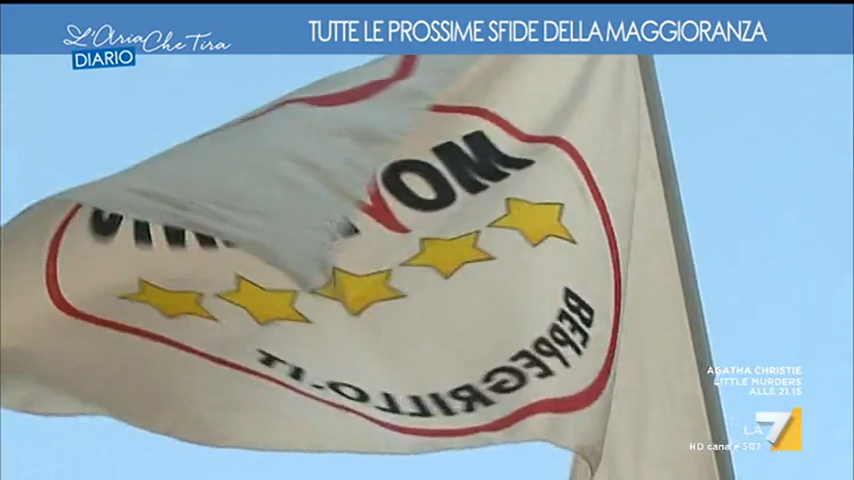 L'Aria Che Tira
DIARIO
TUTTE LE PROSSIME SFIDE DELLA MAGGIORANZA
MOV
BEPPEGRILLO.IT
AGATHA CHRISTIE
LITTLE MURDERS
ALLE 21.15
LA 7
HD canale 507